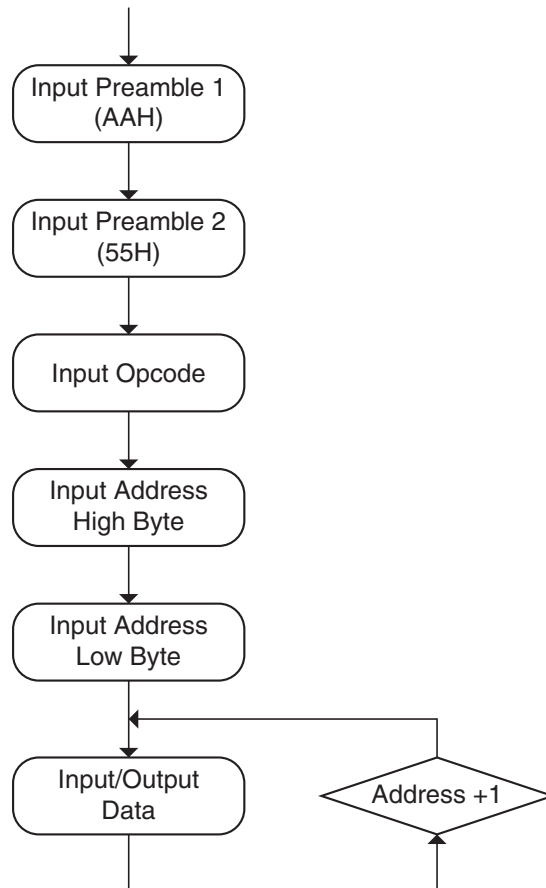 Input Preamble 1
(AAH)
Input Preamble 2
(55H)
Input Opcode
Input Address
High Byte
Input Address
Low Byte
Input/Output
Data
Address +1